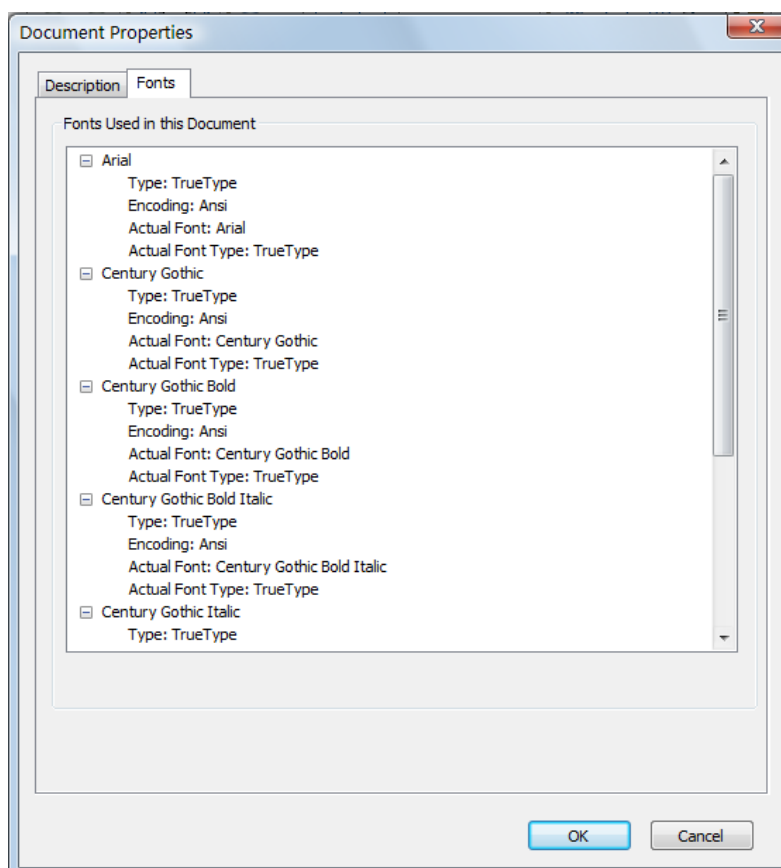 Document Properties
Description
Fonts
Fonts Used in this Document
Arial
Type: TrueType
Encoding: Ansi
Actual Font: Arial
Actual Font Type: TrueType
Century Gothic
Type: TrueType
Encoding: Ansi
Actual Font: Century Gothic
Actual Font Type: TrueType
Century Gothic Bold
Type: TrueType
Encoding: Ansi
Actual Font: Century Gothic Bold
Actual Font Type: TrueType
Century Gothic Bold Italic
Type: TrueType
Encoding: Ansi
Actual Font: Century Gothic Bold Italic
Actual Font Type: TrueType
Century Gothic Italic
Type: TrueType
OK
Cancel